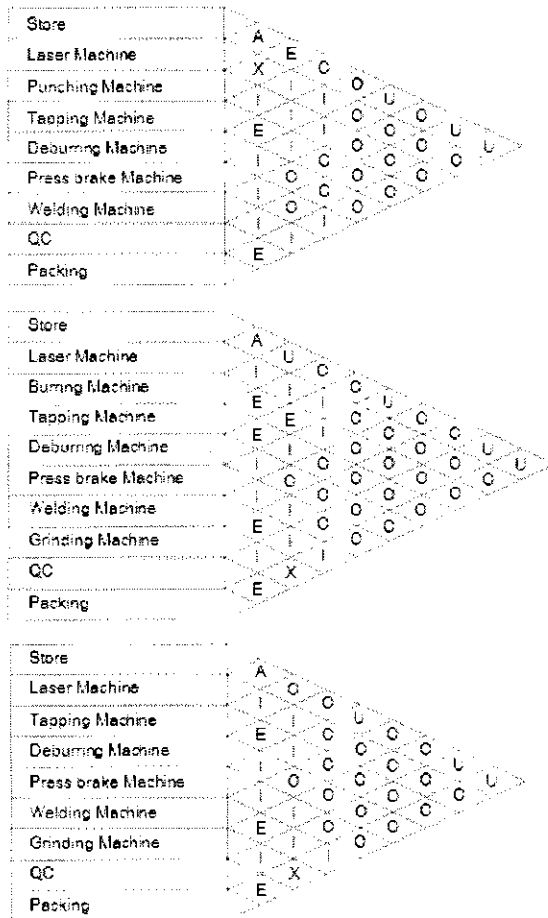 Store
A
Laser Machine E
X C
Punching Machine I O
I I U
Tapping Machine I O O
E I O U
Deburring Machine I O O U
I C O C
Press brake Machine O O C
I C O
Welding Machine O O
I I
QC I
E
Packing
Store
A
Laser Machine U
I C
Burring Machine I C
E I U
Tapping Machine E O O
E I C C
Deburring Machine I O O U
I O O O U
Press brake Machine C O O C
I O O O
Welding Machine I O O
E C C
Grinding Machine I O
I I
QC X
E
Packing
Store
A
Laser Machine O
I C
Tapping Machine I U
E C O
Deburring Machine I C O
I C O U
Press brake Machine O O O U
I O O C
Welding Machine I O O
E O O
Grinding Machine I O
I I
QC X
E
Packing